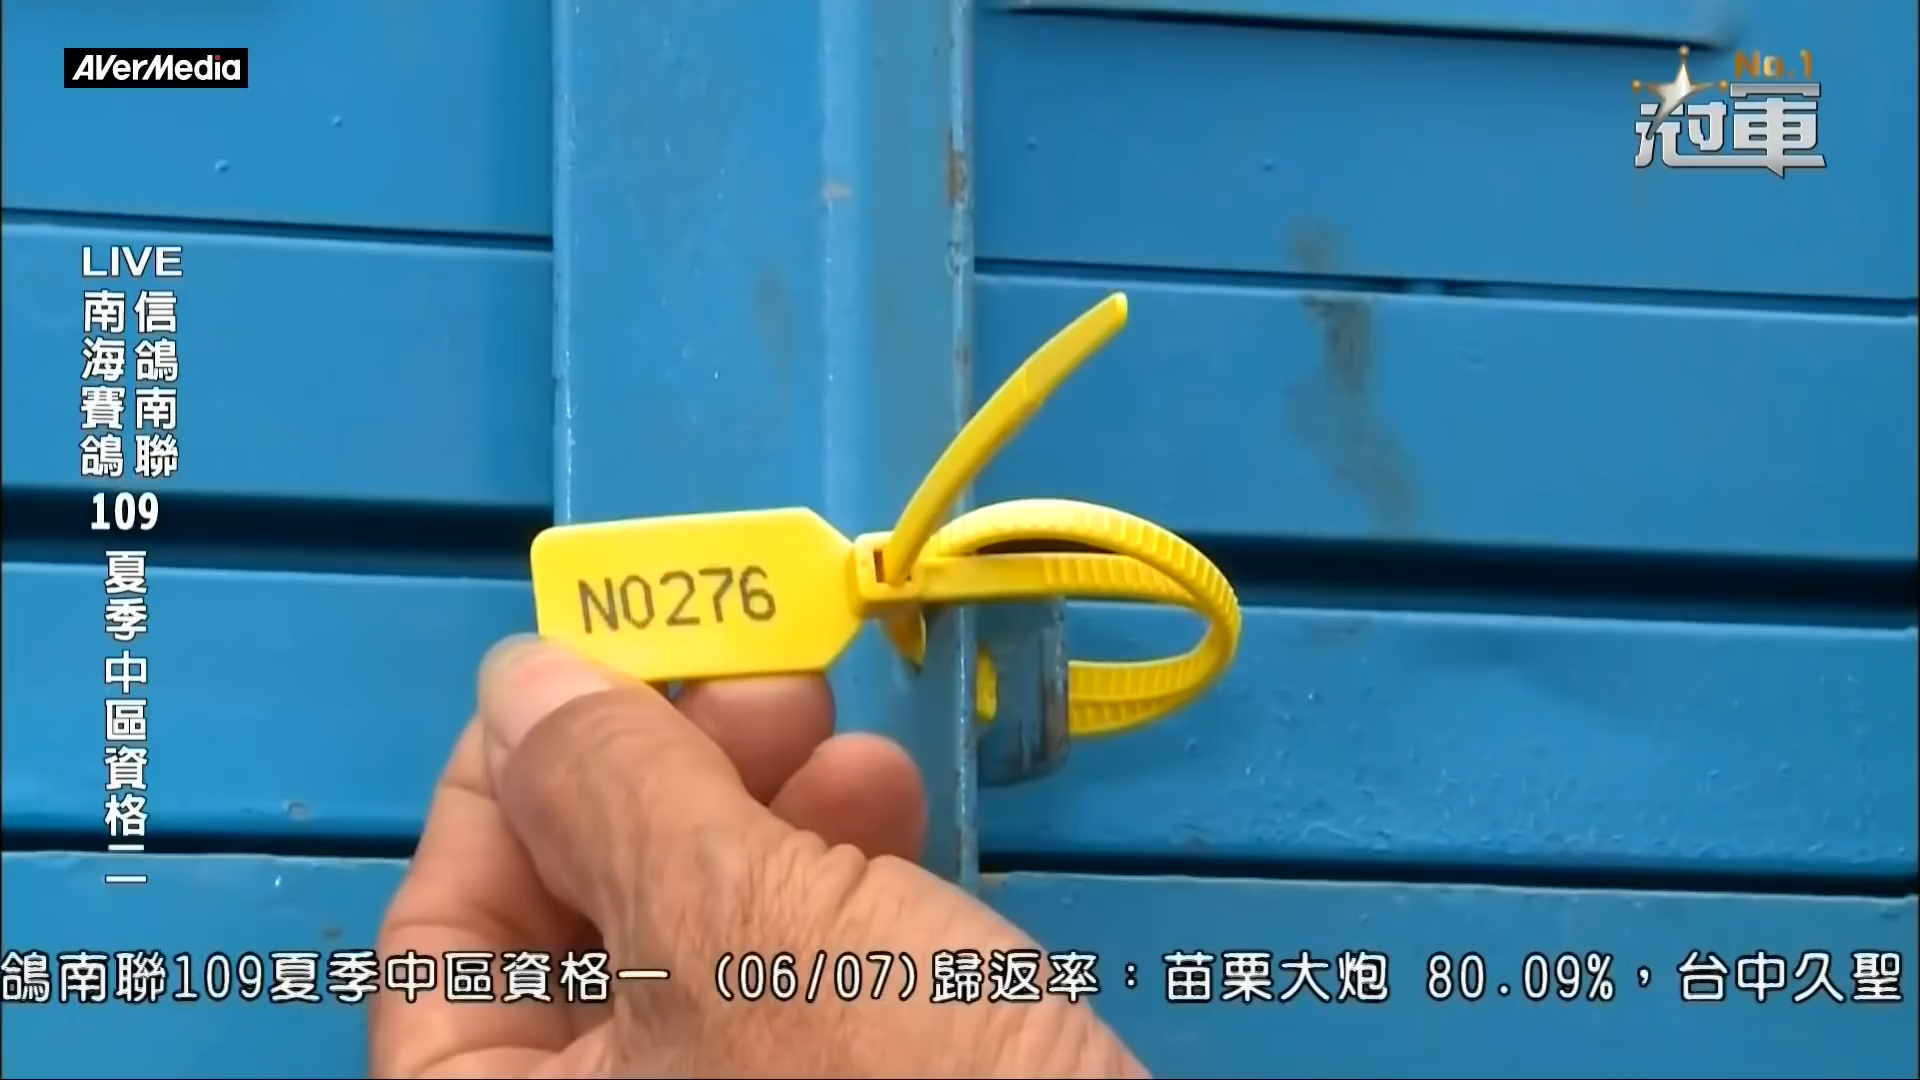 AVerMedia
No.1
冠軍
LIVE
信鴿南聯
南海賽鴿
109
夏季中區資格二
N0276
鴿南聯109夏季中區資格一 (06/07)歸返率:苗栗大炮 80.09%,台中久聖